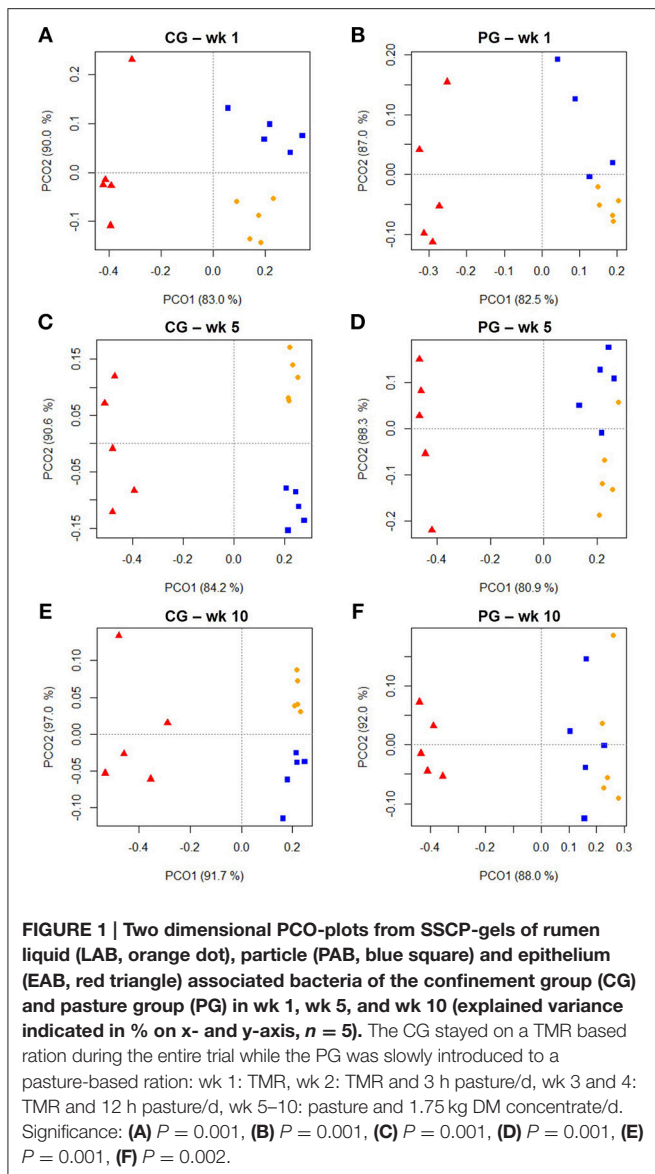 A
CG – wk 1
PCO2 (90.0 %)
0.2
0.1
0.0
-0.1
-0.4
-0.2
0.0
0.2
PCO1 (83.0 %)
B
PG – wk 1
PCO2 (87.0 %)
0.20
0.10
0.00
-0.10
-0.3
-0.2
-0.1
0.0
0.1
0.2
PCO1 (82.5 %)
C
CG – wk 5
PCO2 (90.6 %)
0.15
0.05
-0.05
-0.15
-0.4
-0.2
0.0
0.2
PCO1 (84.2 %)
D
PG – wk 5
PCO2 (88.3 %)
0.1
0.0
-0.1
-0.2
-0.4
-0.2
0.0
0.2
PCO1 (80.9 %)
E
CG – wk 10
PCO2 (97.0 %)
0.10
0.05
0.00
-0.05
-0.10
-0.4
-0.2
0.0
0.2
PCO1 (91.7 %)
F
PG – wk 10
PCO2 (92.0 %)
0.10
0.00
-0.10
-0.4
-0.2
0.0
0.1
0.2
0.3
PCO1 (88.0 %)
FIGURE 1 | Two dimensional PCO-plots from SSCP-gels of rumen
liquid (LAB, orange dot), particle (PAB, blue square) and epithelium
(EAB, red triangle) associated bacteria of the confinement group (CG)
and pasture group (PG) in wk 1, wk 5, and wk 10 (explained variance
indicated in % on x- and y-axis, n = 5). The CG stayed on a TMR based
ration during the entire trial while the PG was slowly introduced to a
pasture-based ration: wk 1: TMR, wk 2: TMR and 3 h pasture/d, wk 3 and 4:
TMR and 12 h pasture/d, wk 5–10: pasture and 1.75 kg DM concentrate/d.
Significance: (A) P = 0.001, (B) P = 0.001, (C) P = 0.001, (D) P = 0.001, (E)
P = 0.001, (F) P = 0.002.